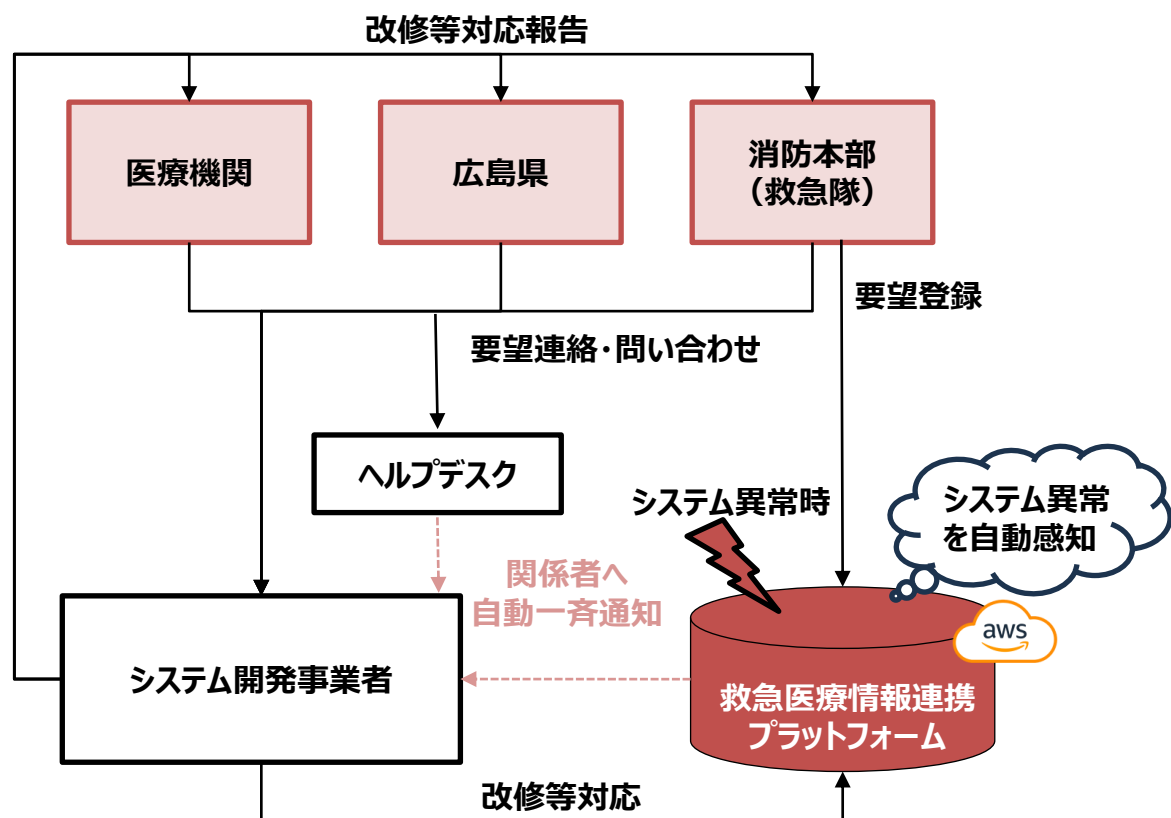 改修等対応報告
医療機関
広島県
消防本部
（救急隊）
要望登録
要望連絡・問い合わせ
ヘルプデスク
システム異常時
システム異常
を自動感知
関係者へ
自動一斉通知
aws
システム開発事業者
救急医療情報連携
プラットフォーム
改修等対応